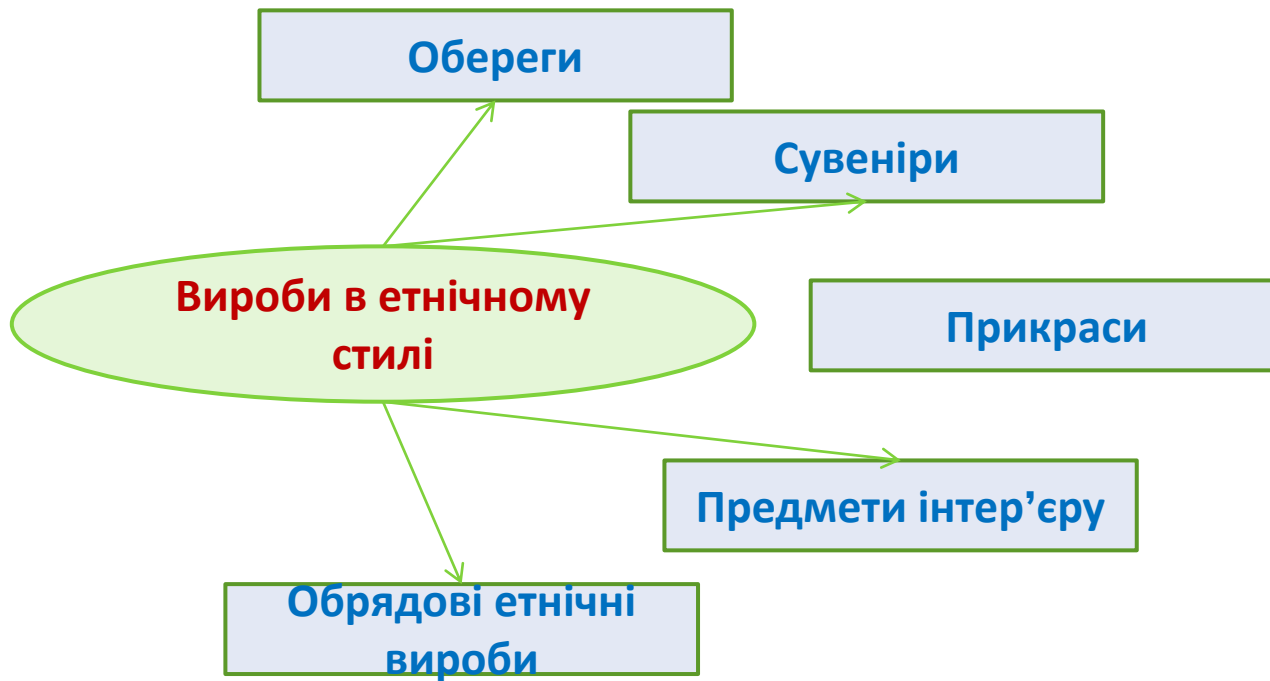 Обереги
Сувеніри
Вироби в етнічному
стилі
Прикраси
Предмети інтер’єру
Обрядові етнічні
вироби